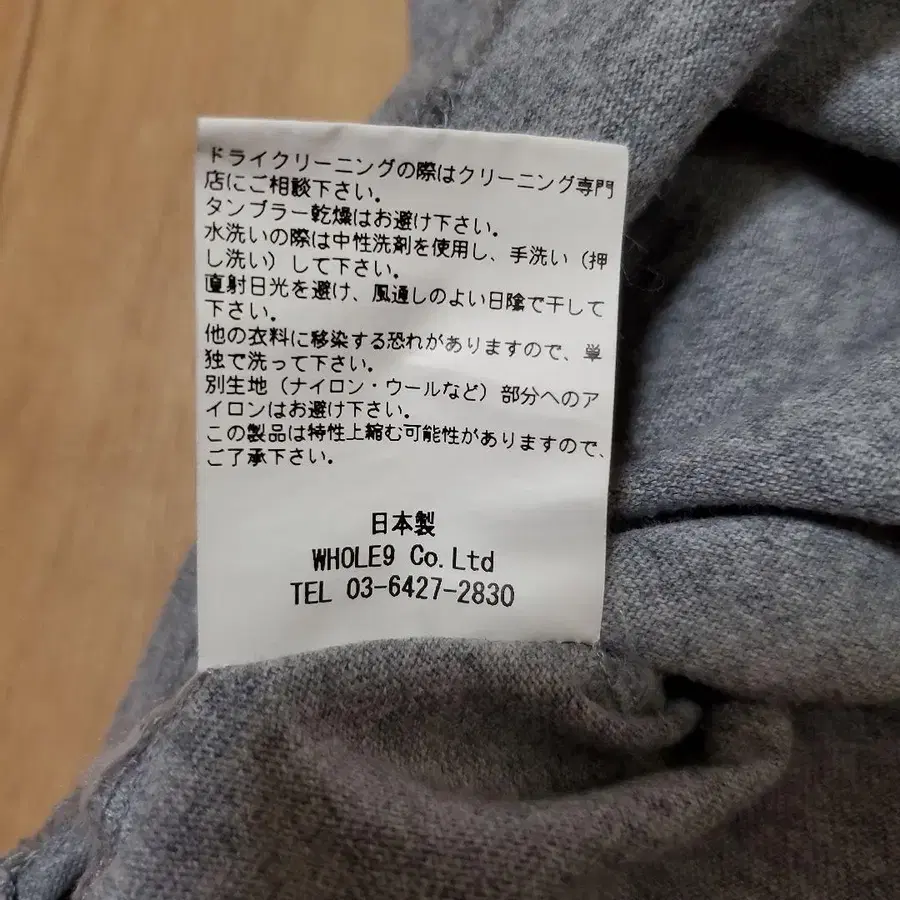 ドライクリーニングの際はクリーニング専門
店にご相談下さい。
タンブラー乾燥はお避け下さい。
水洗いの際は中性洗剤を使用し、手洗い（押
し洗い）して下さい。
直射日光を避け、風通しのよい日陰で干して
下さい。
他の衣料に移染する恐れがありますので、単
独で洗って下さい。
別生地（ナイロン・ウールなど）部分へのア
イロンはお避け下さい。
この製品は特性上縮む可能性がありますので、
ご了承下さい。
日本製
WHOLE9 Co.Ltd
TEL 03-6427-2830